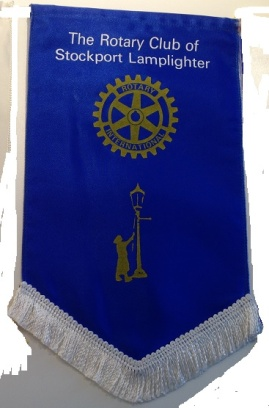 The Rotary Club of
Stockport Lamplighter
ROTARY
INTERNATIONAL